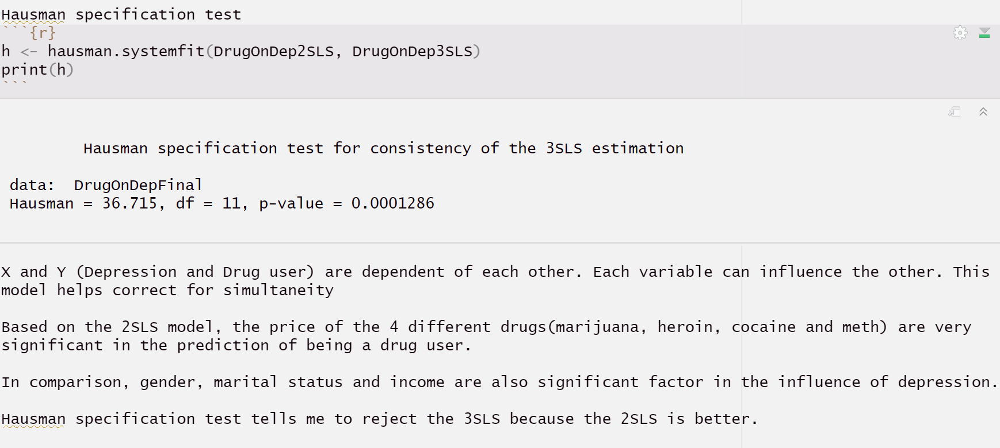 Hausman specification test
```{r}
h <- hausman.systemfit(DrugOnDep2SLS, DrugOnDep3SLS)
print(h)
```
Hausman specification test for consistency of the 3SLS estimation
data:  DrugOnDepFinal
Hausman = 36.715, df = 11, p-value = 0.0001286
X and Y (Depression and Drug user) are dependent of each other. Each variable can influence the other. This
model helps correct for simultaneity
Based on the 2SLS model, the price of the 4 different drugs(marijuana, heroin, cocaine and meth) are very
significant in the prediction of being a drug user.
In comparison, gender, marital status and income are also significant factor in the influence of depression.
Hausman specification test tells me to reject the 3SLS because the 2SLS is better.